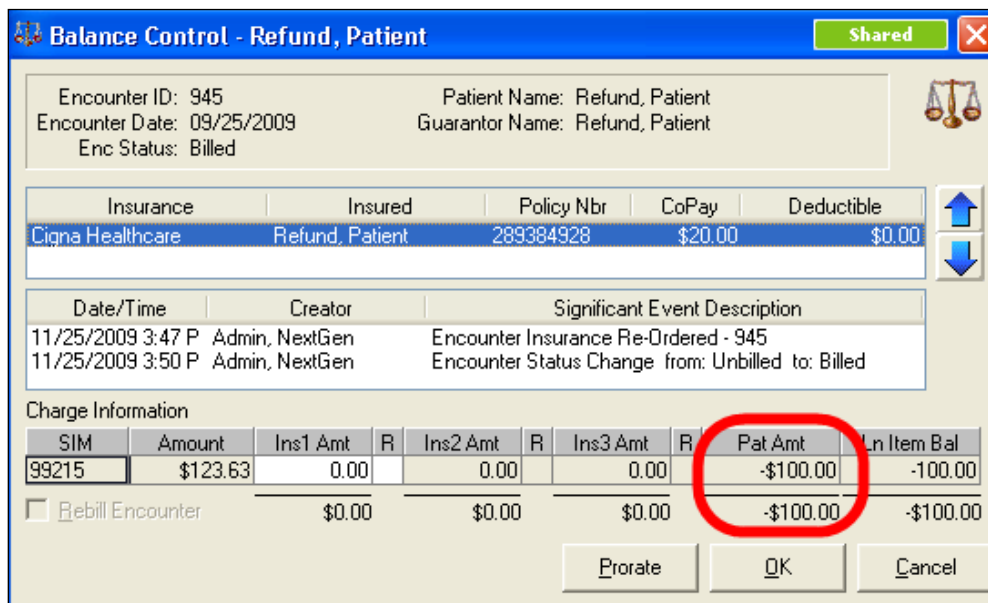 Balance Control - Refund, Patient Shared
Encounter ID: 945 Patient Name: Refund, Patient
Encounter Date: 09/25/2009 Guarantor Name: Refund, Patient
Enc Status: Billed
Insurance Insured Policy Nbr CoPay Deductible
Cigna Healthcare Refund, Patient 289384928 $20.00 $0.00
Date/Time Creator Significant Event Description
11/25/2009 3:47 P Admin, NextGen Encounter Insurance Re-Ordered - 945
11/25/2009 3:50 P Admin, NextGen Encounter Status Change from: Unbilled to: Billed
Charge Information
SIM Amount Ins1 Amt R Ins2 Amt R Ins3 Amt R Pat Amt Ln Item Bal
99215 $123.63 0.00 0.00 0.00 -$100.00 -100.00
Rebill Encounter $0.00 $0.00 $0.00 -$100.00 -$100.00
Prorate OK Cancel